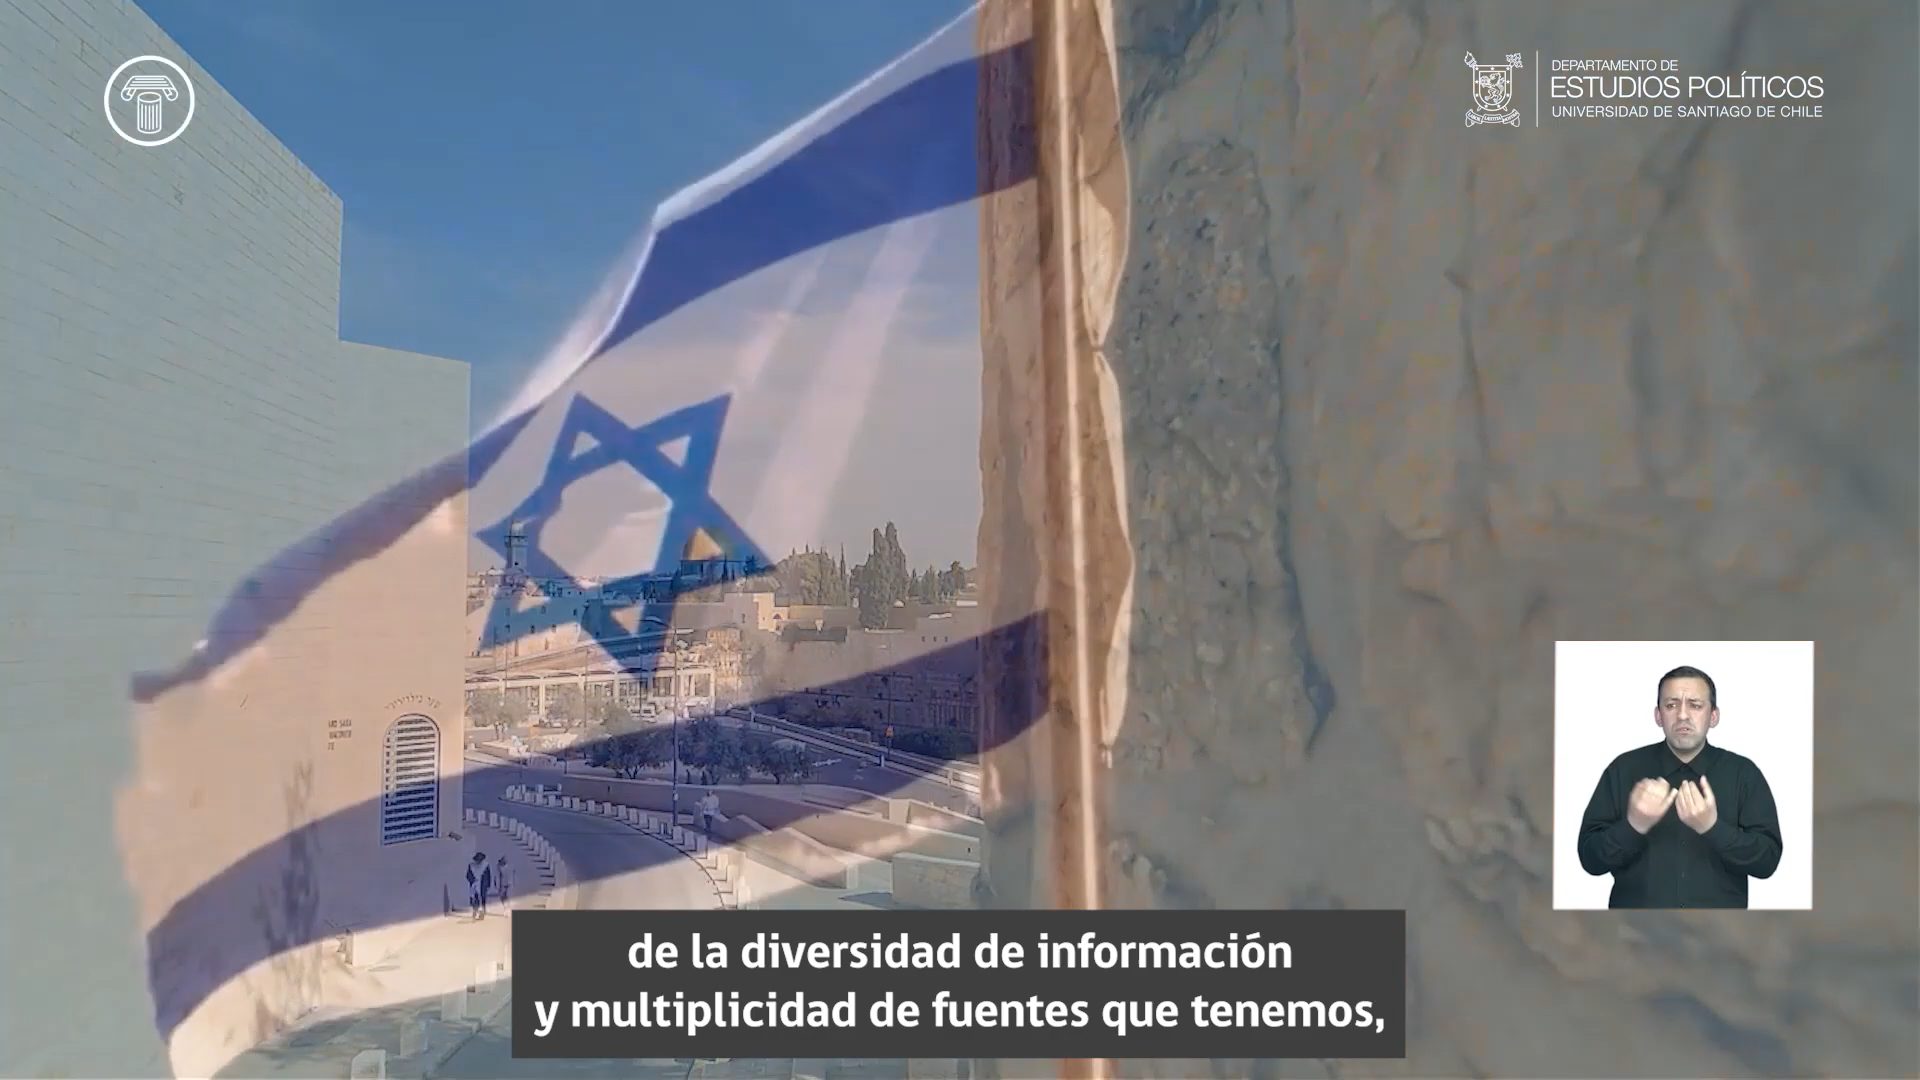 DEPARTAMENTO DE
ESTUDIOS POLÍTICOS
UNIVERSIDAD DE SANTIAGO DE CHILE
de la diversidad de información
y multiplicidad de fuentes que tenemos,